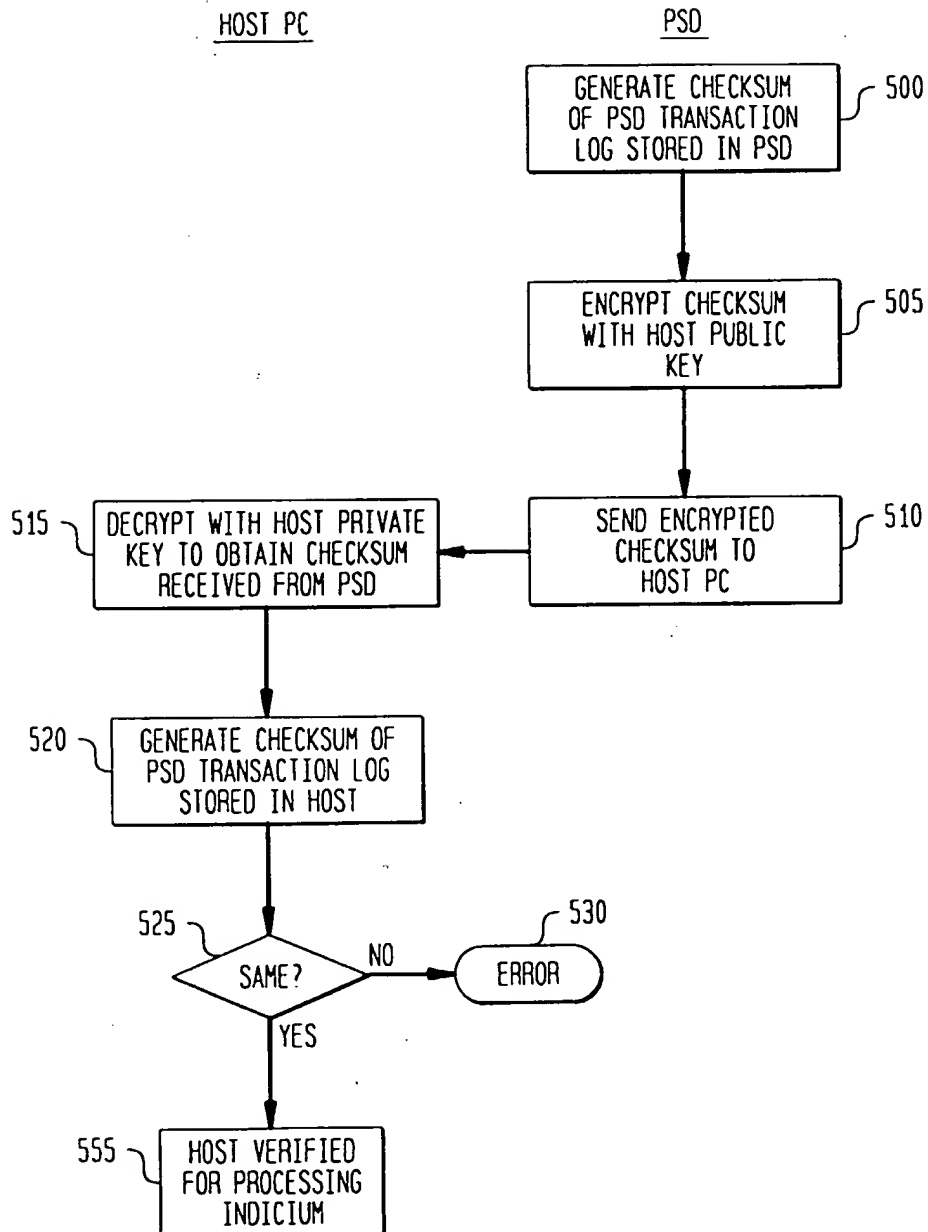 HOST PC
PSD
GENERATE CHECKSUM
OF PSD TRANSACTION
LOG STORED IN PSD
500
ENCRYPT CHECKSUM
WITH HOST PUBLIC
KEY
505
SEND ENCRYPTED
CHECKSUM TO
HOST PC
510
515
DECRYPT WITH HOST PRIVATE
KEY TO OBTAIN CHECKSUM
RECEIVED FROM PSD
520
GENERATE CHECKSUM OF
PSD TRANSACTION LOG
STORED IN HOST
525
SAME?
NO
530
ERROR
YES
555
HOST VERIFIED
FOR PROCESSING
INDICIUM